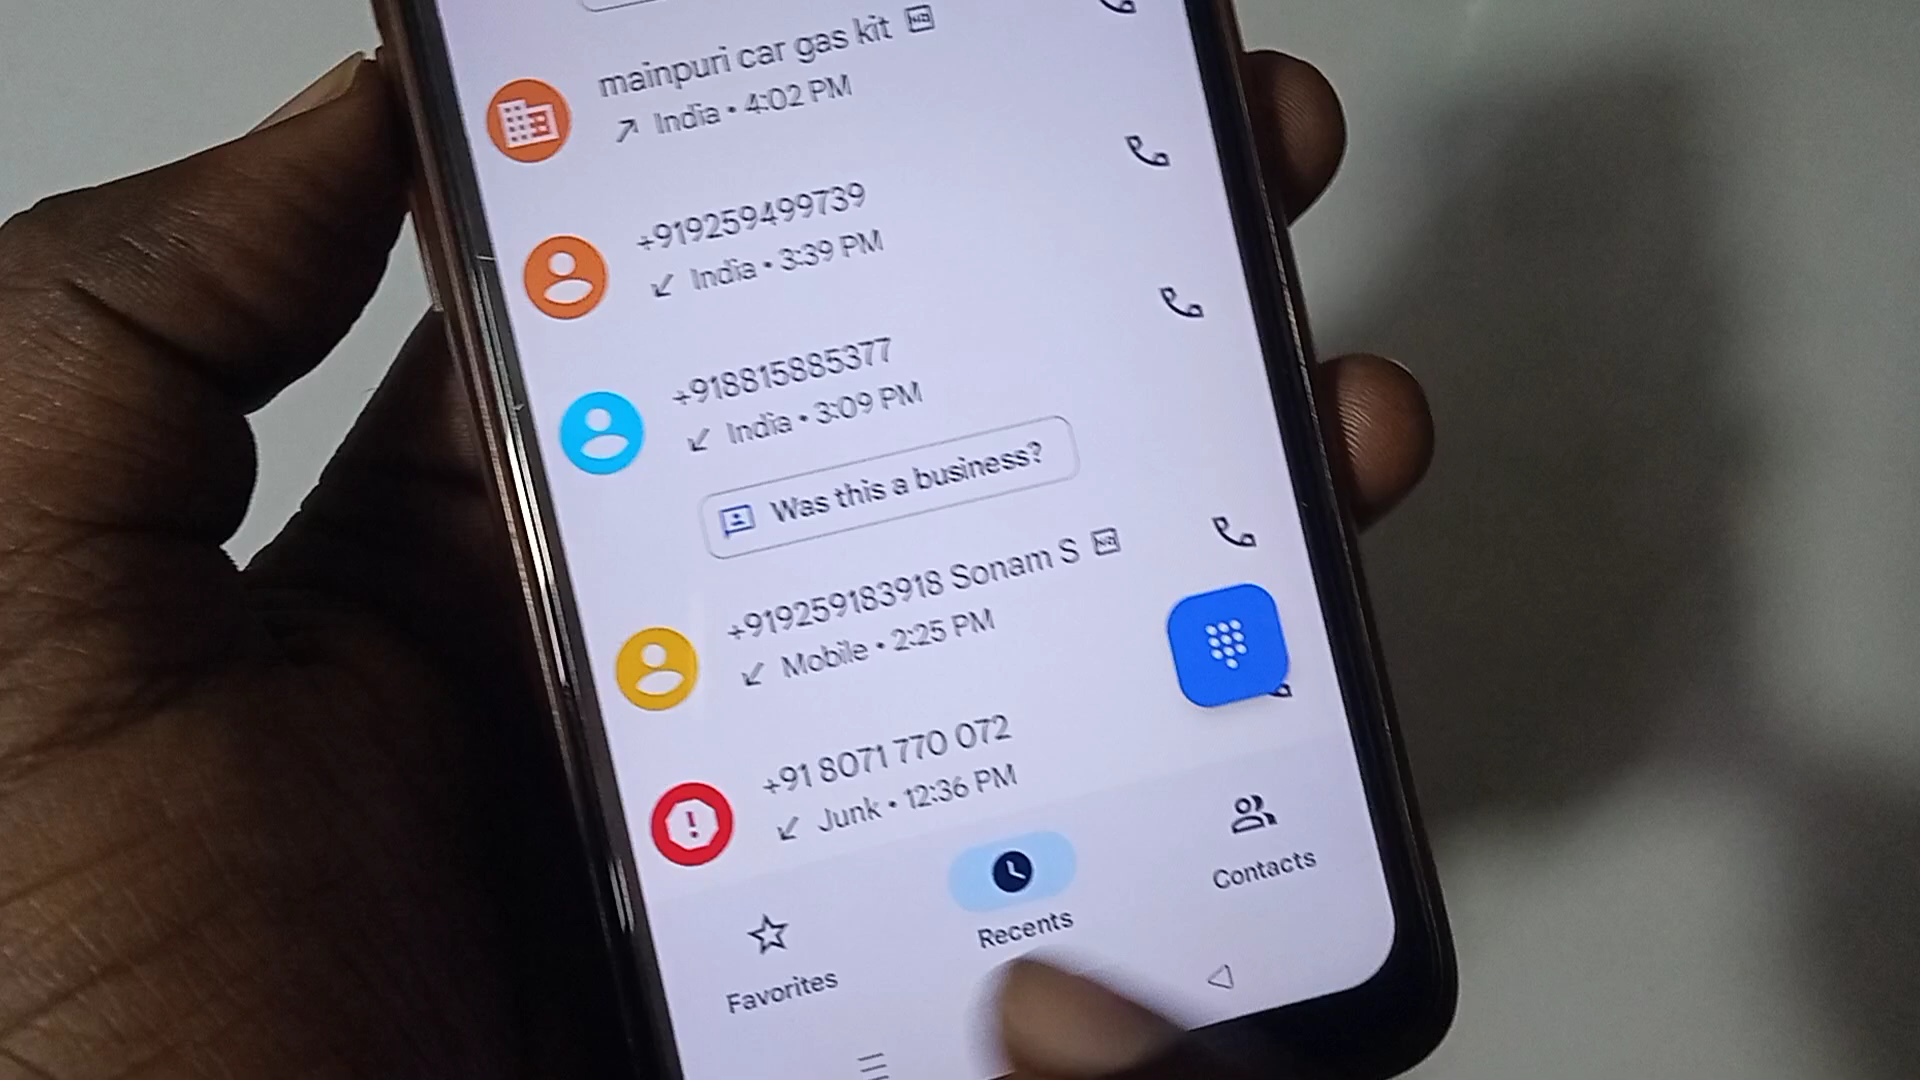 mainpuri car gas kit HD
India • 4:02 PM
+919259499739
India • 3:39 PM
+918815885377
India • 3:09 PM
Was this a business?
+919259183918 Sonam S HD
Mobile • 2:25 PM
+91 8071 770 072
Junk • 12:36 PM
Favorites
Recents
Contacts